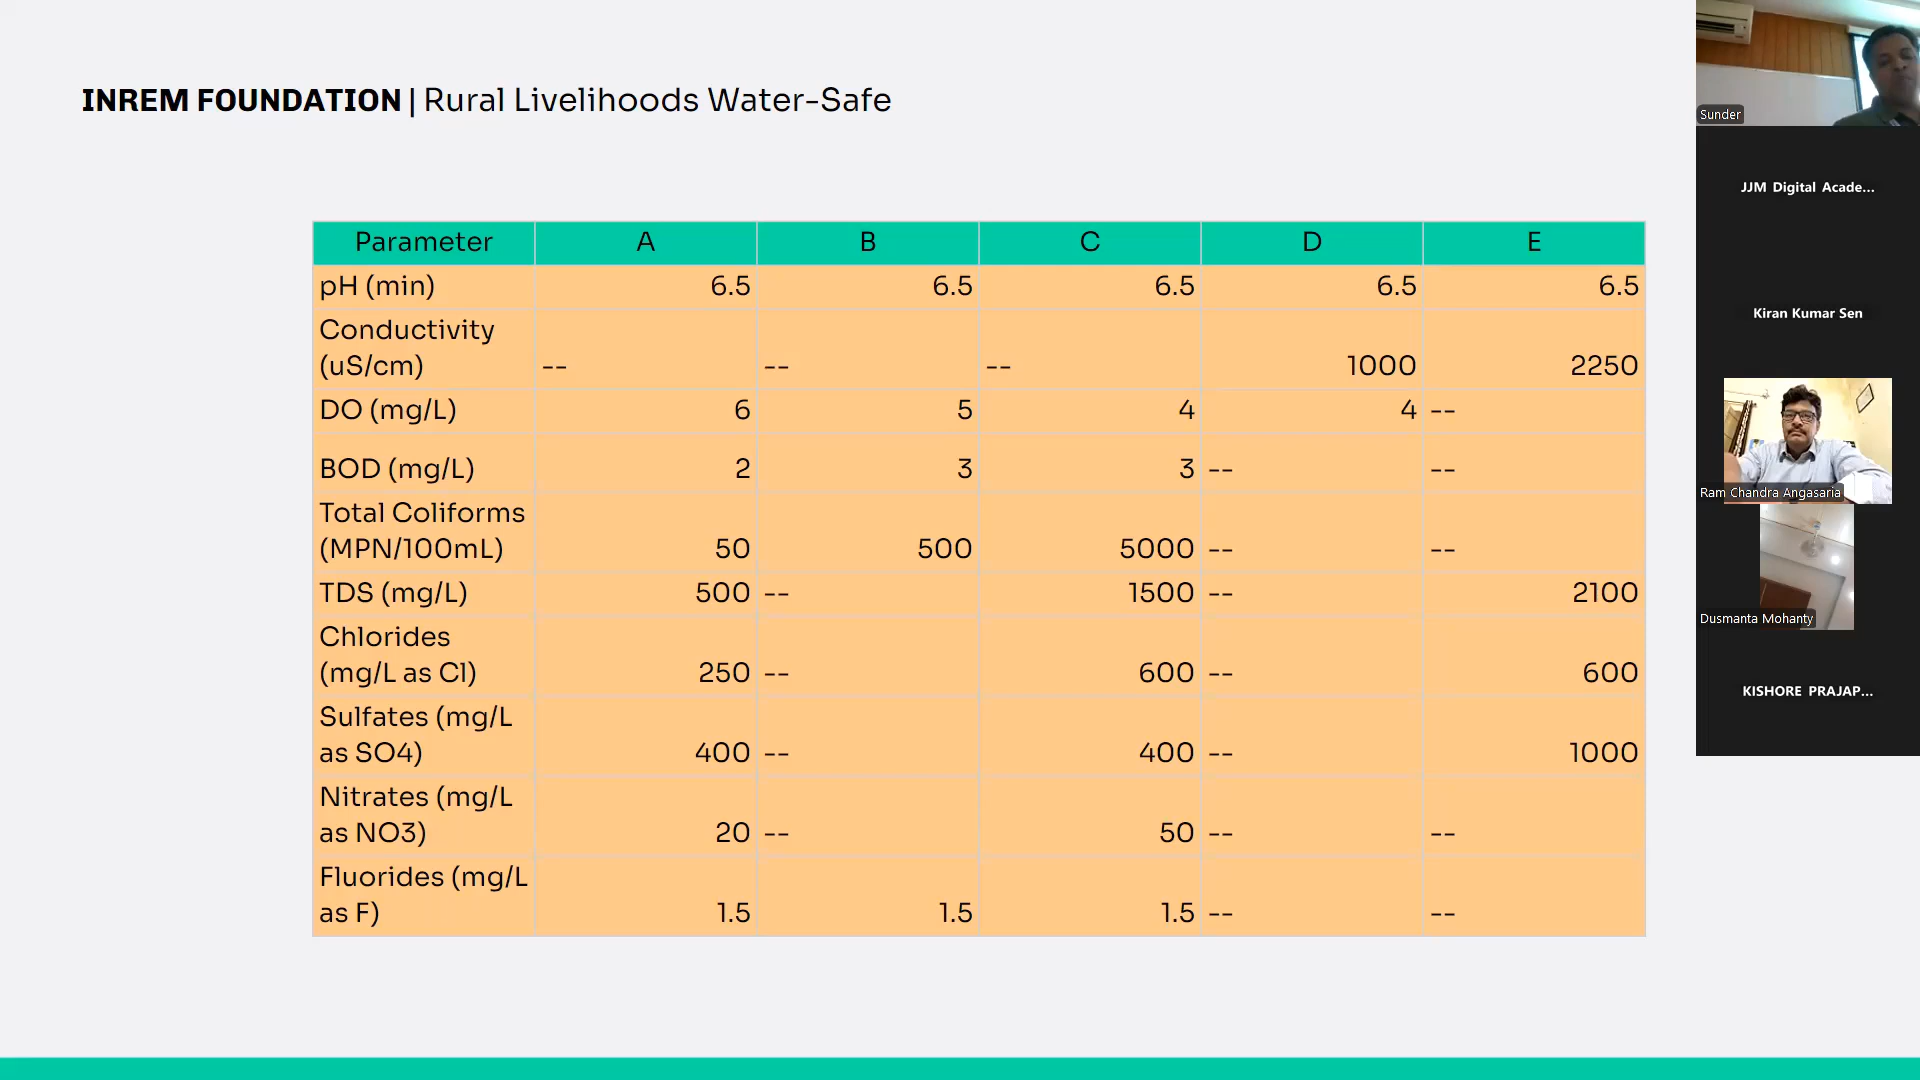 INREM FOUNDATION | Rural Livelihoods Water-Safe
Parameter A B C D E
pH (min) 6.5 6.5 6.5 6.5 6.5
Conductivity
(uS/cm) -- -- -- 1000 2250
DO (mg/L) 6 5 4 4 --
BOD (mg/L) 2 3 3 -- --
Total Coliforms
(MPN/100mL) 50 500 5000 -- --
TDS (mg/L) 500 -- 1500 -- 2100
Chlorides
(mg/L as Cl) 250 -- 600 -- 600
Sulfates (mg/L
as SO4) 400 -- 400 -- 1000
Nitrates (mg/L
as NO3) 20 -- 50 -- --
Fluorides (mg/L
as F) 1.5 1.5 1.5 -- --
Sunder
JJM Digital Acade...
Kiran Kumar Sen
Ram Chandra Angasaria
Dusmanta Mohanty
KISHORE PRAJAP...